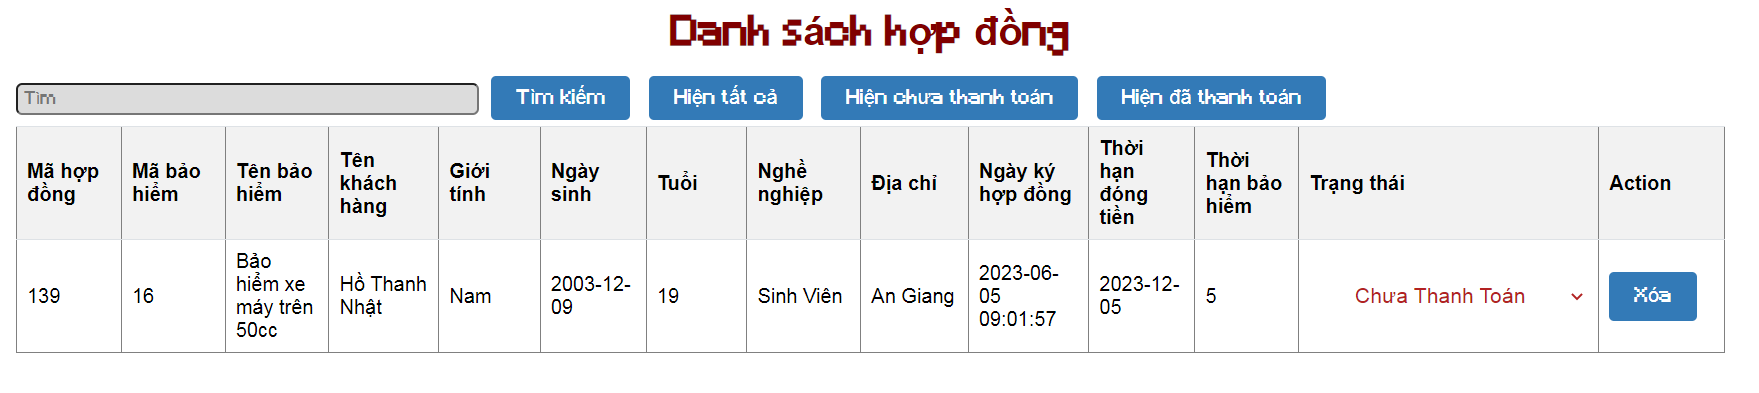 Danh sách hợp đồng
Tìm
Tìm kiếm
Hiện tất cả
Hiện chưa thanh toán
Hiện đã thanh toán
Mã hợp
đồng
Mã bảo
hiểm
Tên bảo
hiểm
Tên
khách
hàng
Giới
tính
Ngày
sinh
Tuổi
Nghề
nghiệp
Địa chỉ
Ngày ký
hợp đồng
Thời
hạn
đóng
tiền
Thời
hạn bảo
hiểm
Trạng thái
Action
139
16
Bảo
hiểm xe
máy trên
50cc
Hồ Thanh
Nhật
Nam
2003-12-
09
19
Sinh Viên
An Giang
2023-06-
05
09:01:57
2023-12-
05
5
Chưa Thanh Toán
Xóa